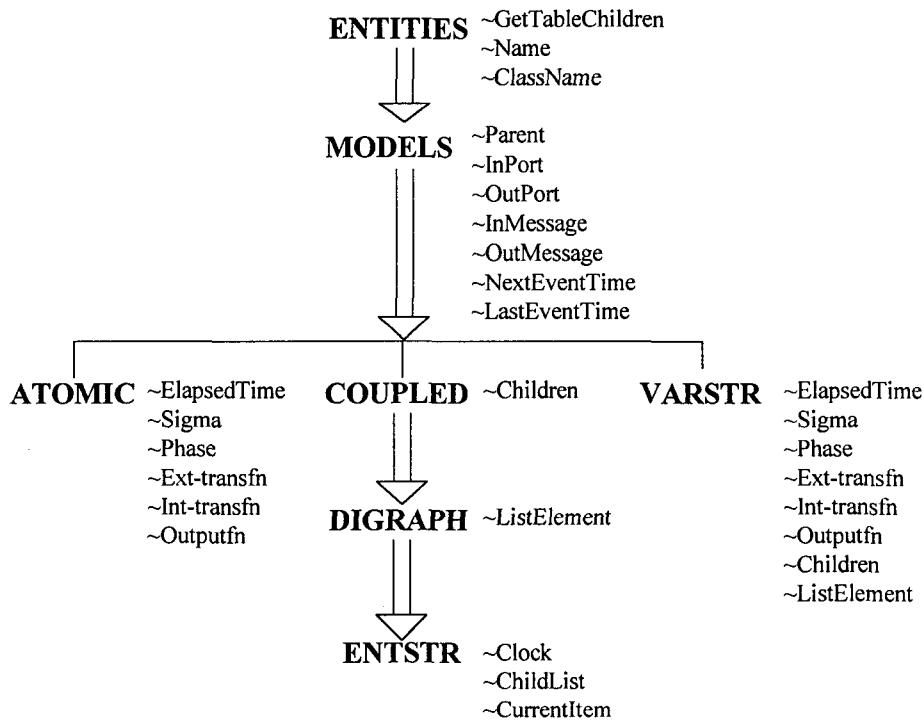 ENTITIES
~GetTableChildren
~Name
~ClassName
MODELS
~Parent
~InPort
~OutPort
~InMessage
~OutMessage
~NextEventTime
~LastEventTime
ATOMIC
~ElapsedTime
~Sigma
~Phase
~Ext-transfn
~Int-transfn
~Outputfn
COUPLED
~Children
VARSTR
~ElapsedTime
~Sigma
~Phase
~Ext-transfn
~Int-transfn
~Outputfn
~Children
~ListElement
DIGRAPH
~ListElement
ENTSTR
~Clock
~ChildList
~CurrentItem